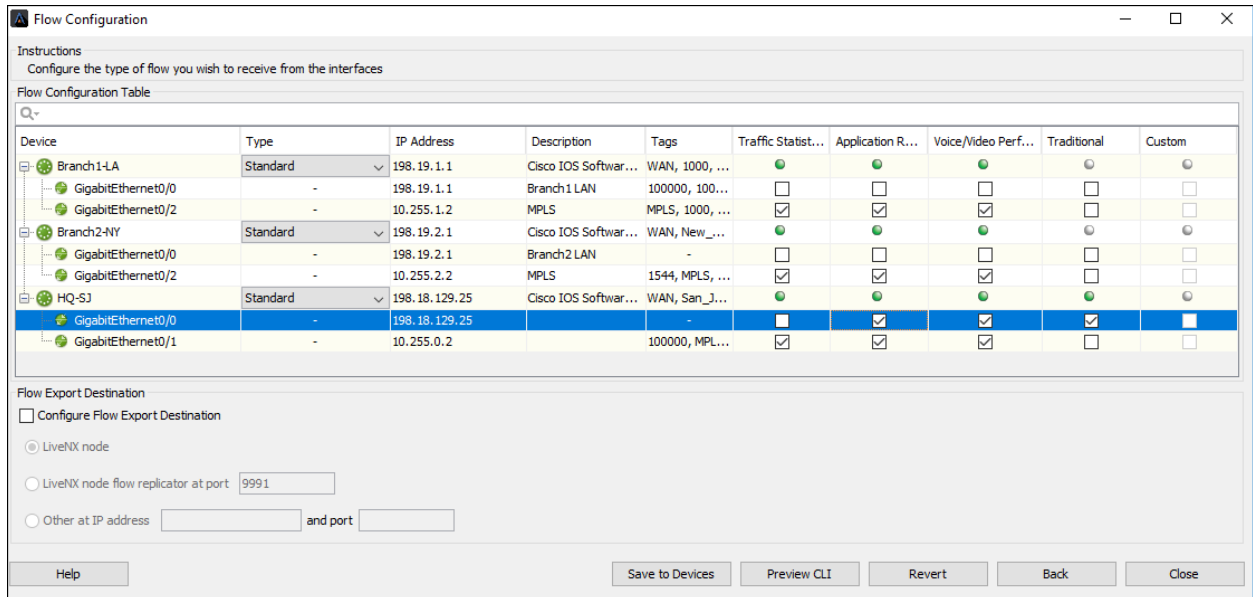 Flow Configuration
Instructions
Configure the type of flow you wish to receive from the interfaces
Flow Configuration Table
Device Type IP Address Description Tags Traffic Statist... Application R... Voice/Video Perf... Traditional Custom
Branch1-LA Standard 198.19.1.1 Cisco IOS Softwar... WAN, 1000, ...
GigabitEthernet0/0 - 198.19.1.1 Branch1 LAN 100000, 100...
GigabitEthernet0/2 - 10.255.1.2 MPLS MPLS, 1000, ...
Branch2-NY Standard 198.19.2.1 Cisco IOS Softwar... WAN, New_...
GigabitEthernet0/0 - 198.19.2.1 Branch2 LAN -
GigabitEthernet0/2 - 10.255.2.2 MPLS 1544, MPLS, ...
HQ-SJ Standard 198.18.129.25 Cisco IOS Softwar... WAN, San_J...
GigabitEthernet0/0 - 198.18.129.25 -
GigabitEthernet0/1 - 10.255.0.2 100000, MPL...
Flow Export Destination
Configure Flow Export Destination
LiveNX node
LiveNX node flow replicator at port 9991
Other at IP address and port
Help Save to Devices Preview CLI Revert Back Close